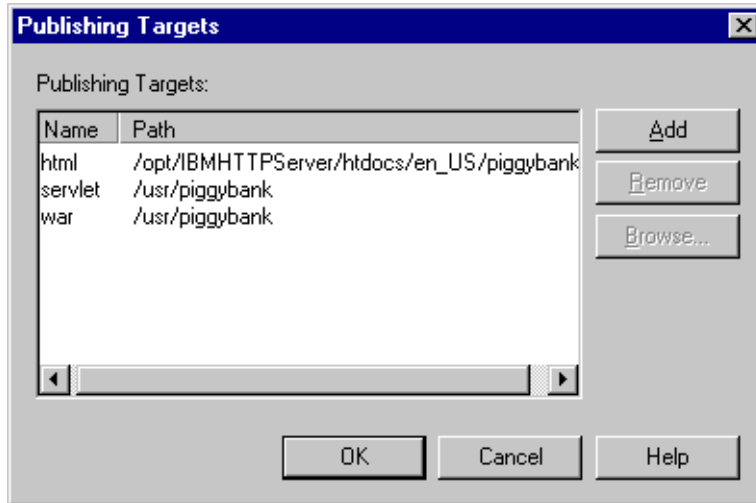 Publishing Targets
Publishing Targets:
Name Path
html /opt/IBMHTTPServer/htdocs/en_US/piggybank
servlet /usr/piggybank
war /usr/piggybank
Add
Remove
Browse...
OK Cancel Help